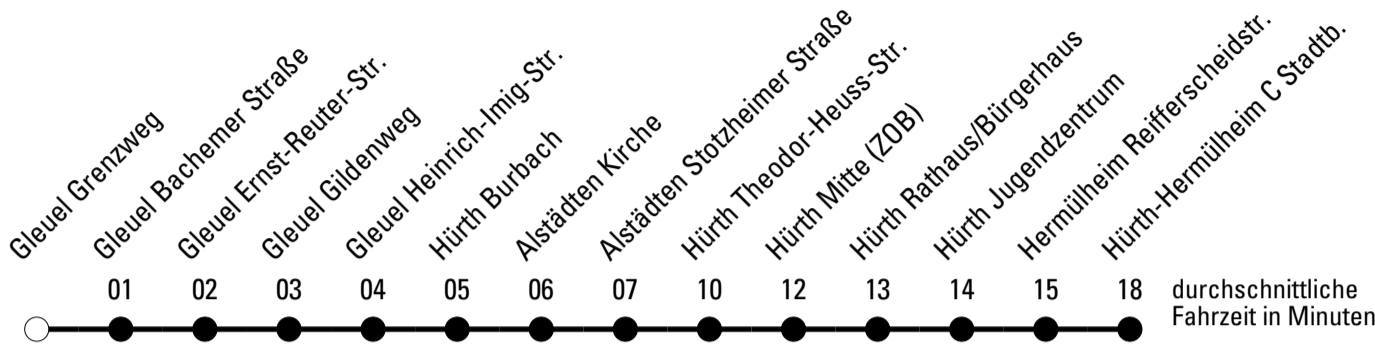 Gleuel Grenzweg
Gleuel Bachemer Straße
Gleuel Ernst-Reuter-Str.
Gleuel Gildenweg
Gleuel Heinrich-Imig-Str.
Hürth Burbach
Alstädten Kirche
Alstädten Stotzheimer Straße
Hürth Theodor-Heuss-Str.
Hürth Mitte (ZOB)
Hürth Rathaus/Bürgerhaus
Hürth Jugendzentrum
Hermülheim Reifferscheidstr.
Hürth-Hermülheim C Stadtb.
01 02 03 04 05 06 07 10 12 13 14 15 18
durchschnittliche
Fahrzeit in Minuten